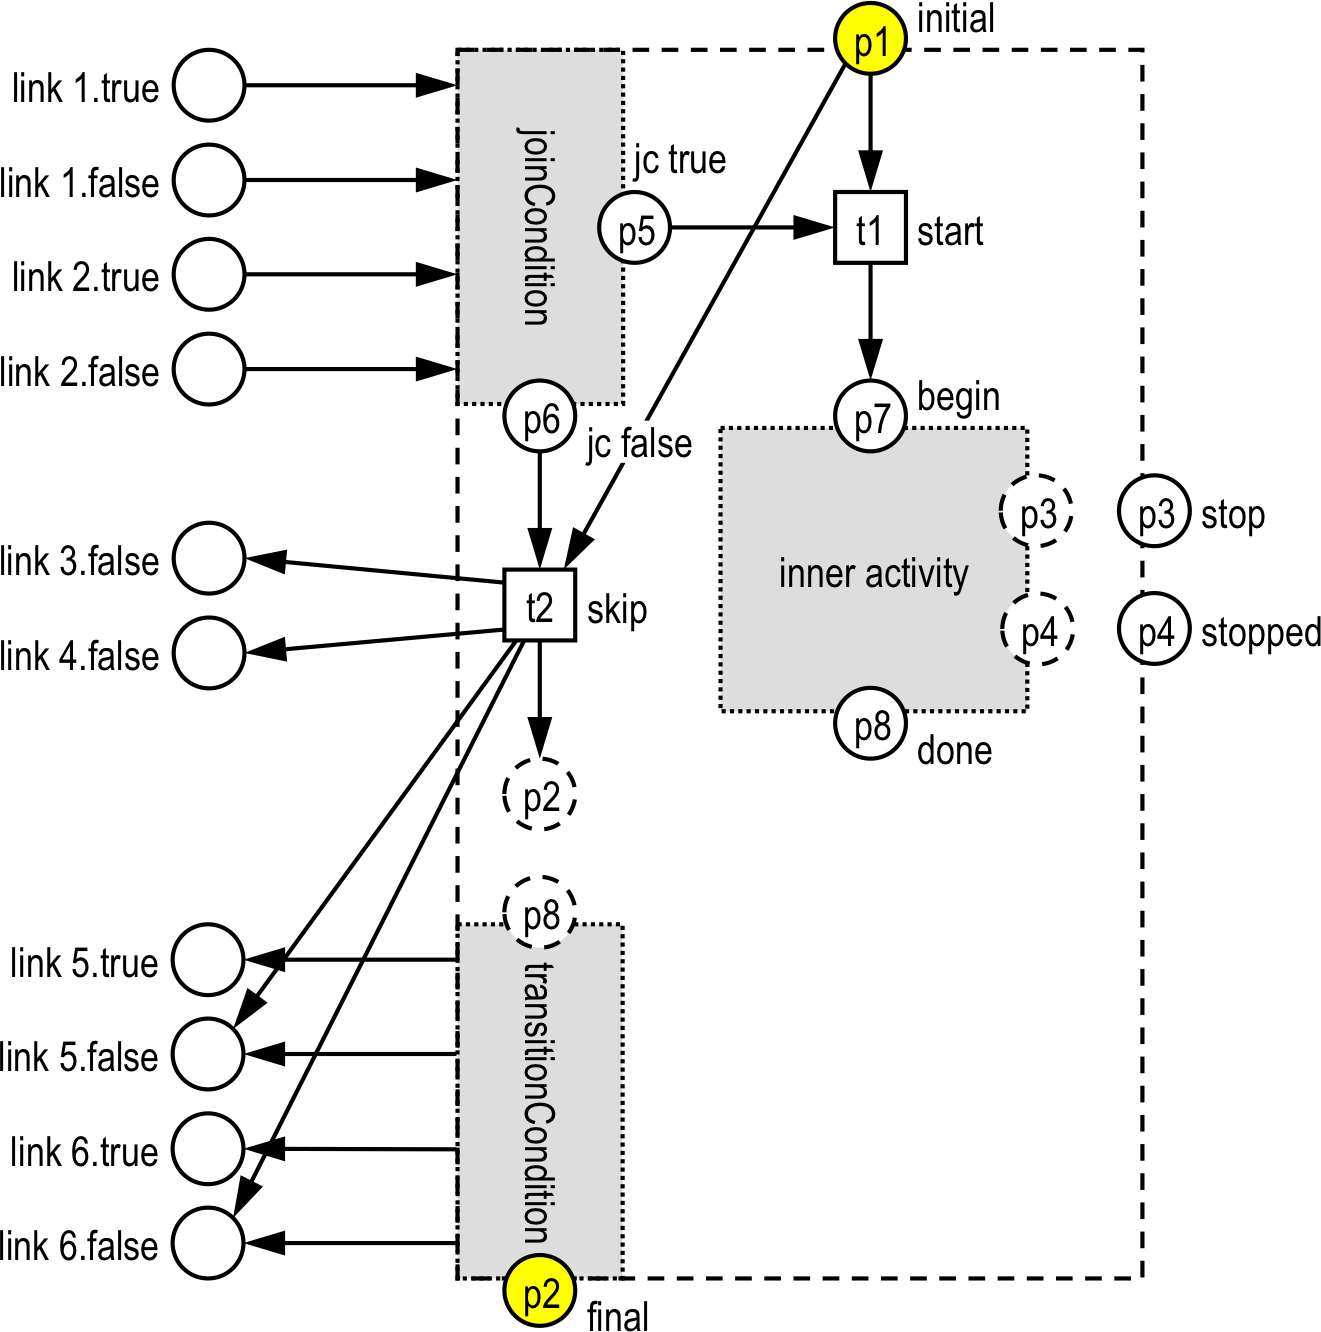 initial
p1
link 1.true
joinCondition
jc true
link 1.false
p5
t1
start
link 2.true
link 2.false
p6
jc false
begin
p7
p3
p3
stop
link 3.false
inner activity
t2
skip
p4
p4
stopped
link 4.false
p8
done
p2
p8
link 5.true
transitionCondition
link 5.false
link 6.true
link 6.false
p2
final